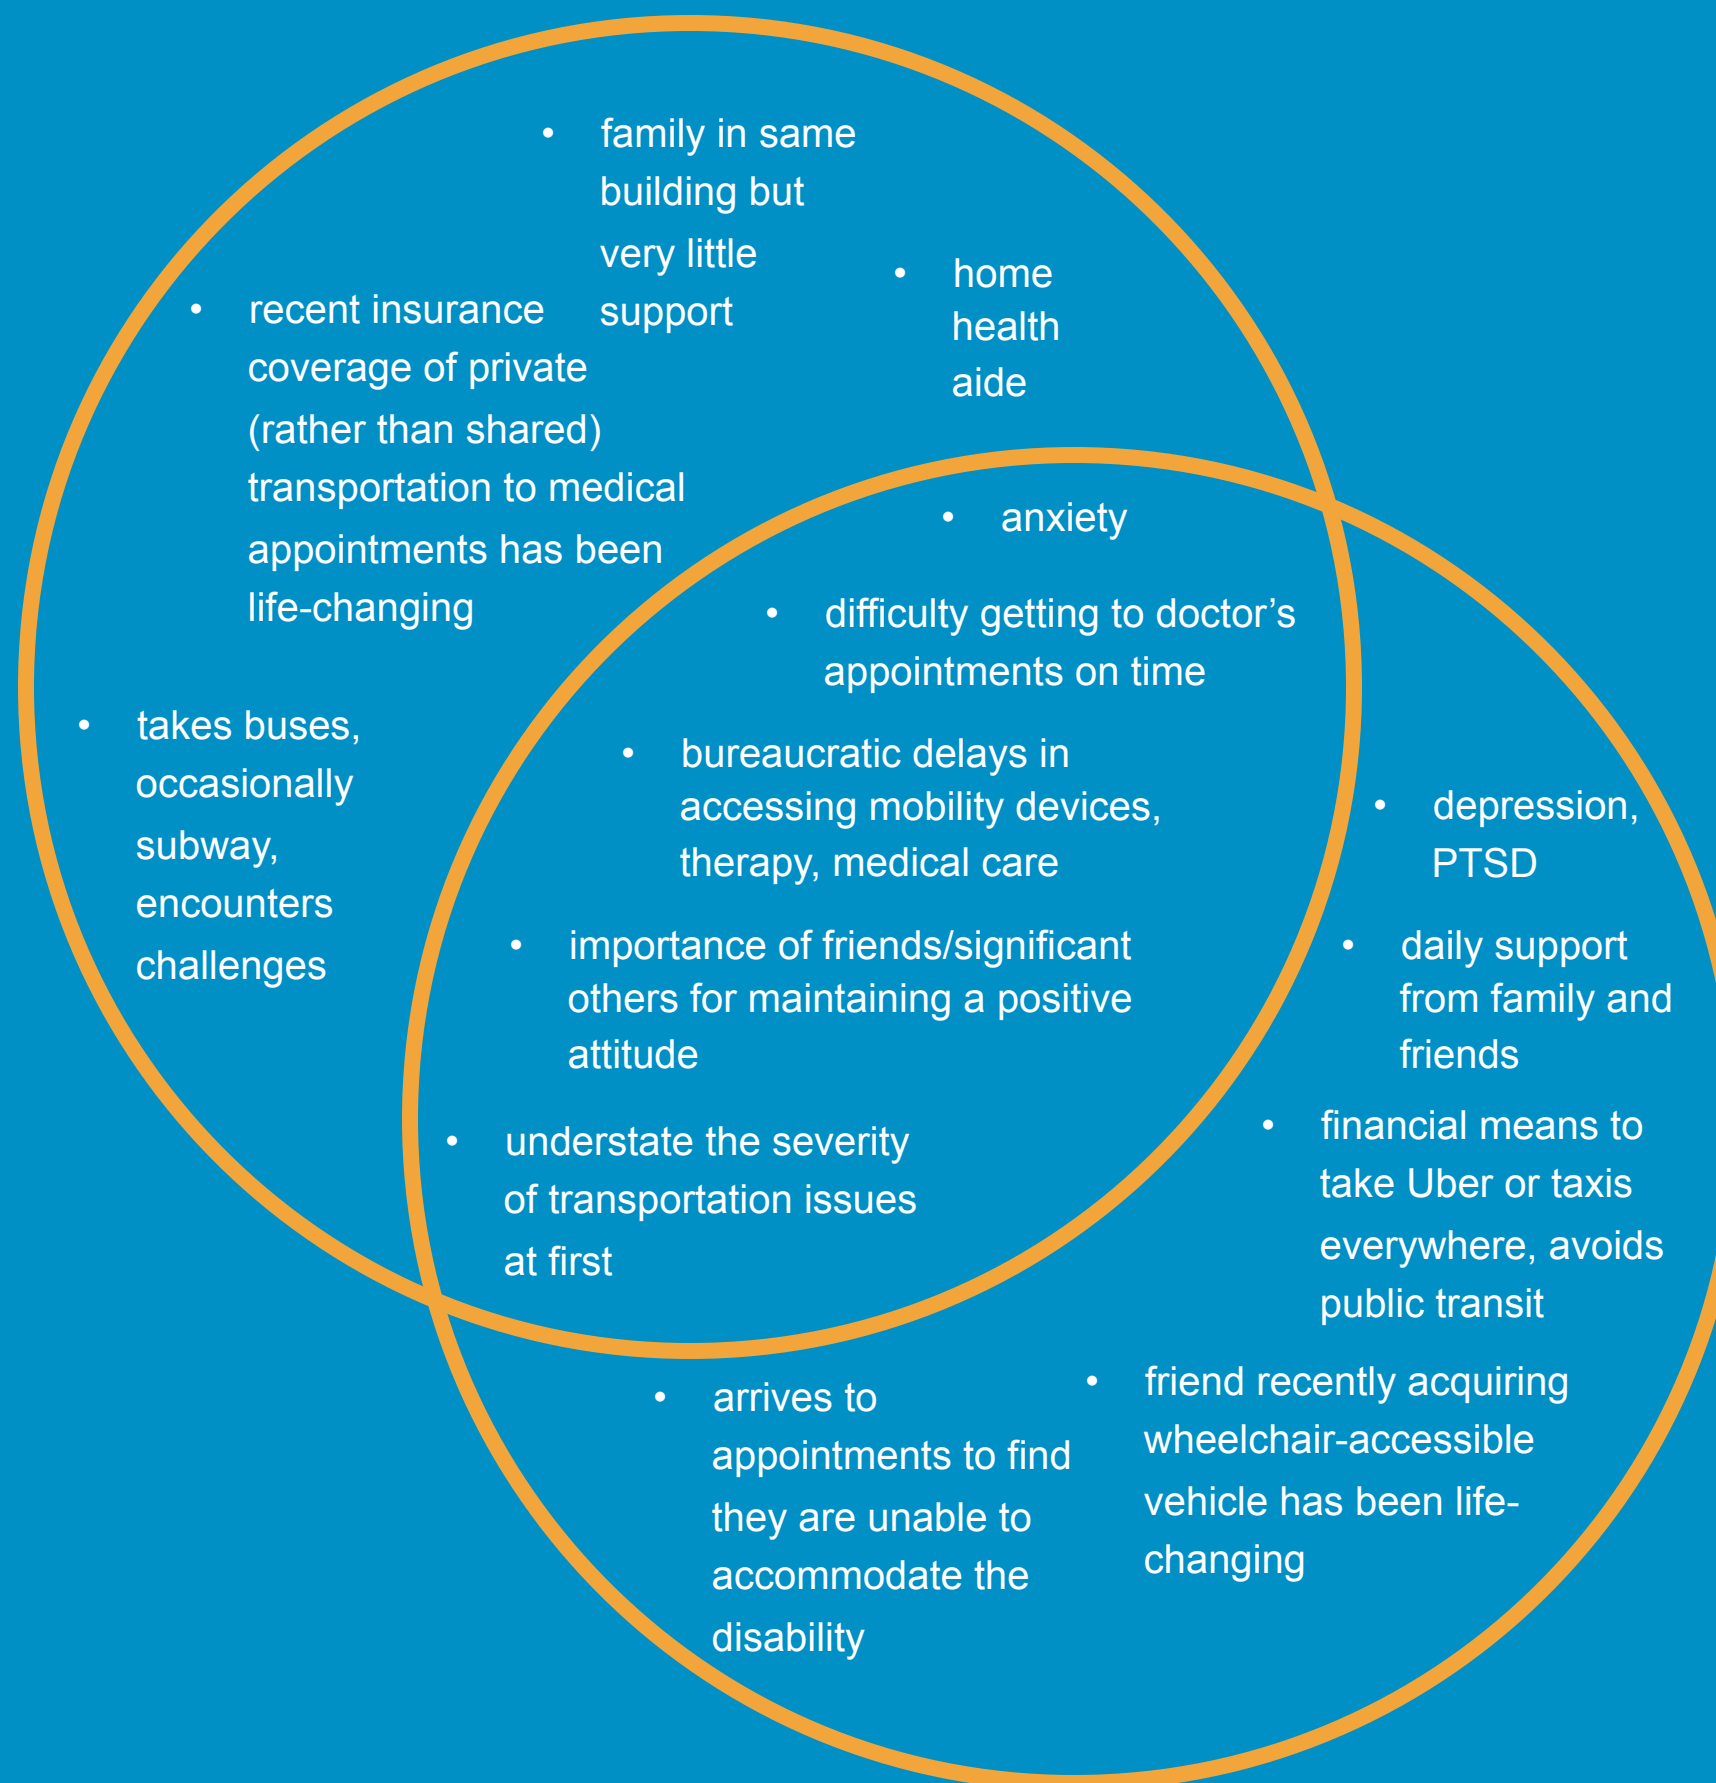 • family in same
building but
very little
support
• home
health
aide
• recent insurance
coverage of private
(rather than shared)
transportation to medical
appointments has been
life-changing
• takes buses,
occasionally
subway,
encounters
challenges
• anxiety
• difficulty getting to doctor’s
appointments on time
• bureaucratic delays in
accessing mobility devices,
therapy, medical care
• importance of friends/significant
others for maintaining a positive
attitude
• understate the severity
of transportation issues
at first
• depression,
PTSD
• daily support
from family and
friends
• financial means to
take Uber or taxis
everywhere, avoids
public transit
• friend recently acquiring
wheelchair-accessible
vehicle has been life-
changing
• arrives to
appointments to find
they are unable to
accommodate the
disability